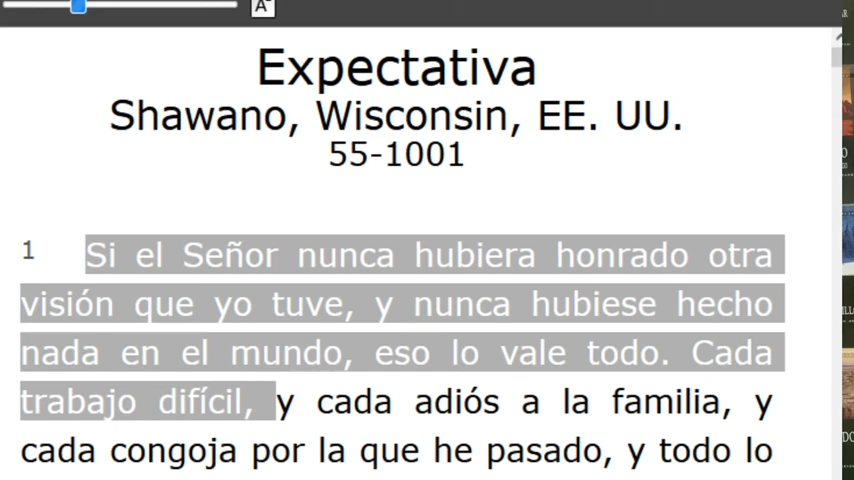 A
Expectativa
Shawano, Wisconsin, EE. UU.
55-1001
1 Si el Señor nunca hubiera honrado otra
visión que yo tuve, y nunca hubiese hecho
nada en el mundo, eso lo vale todo. Cada
trabajo difícil, y cada adiós a la familia, y
cada congoja por la que he pasado, y todo lo